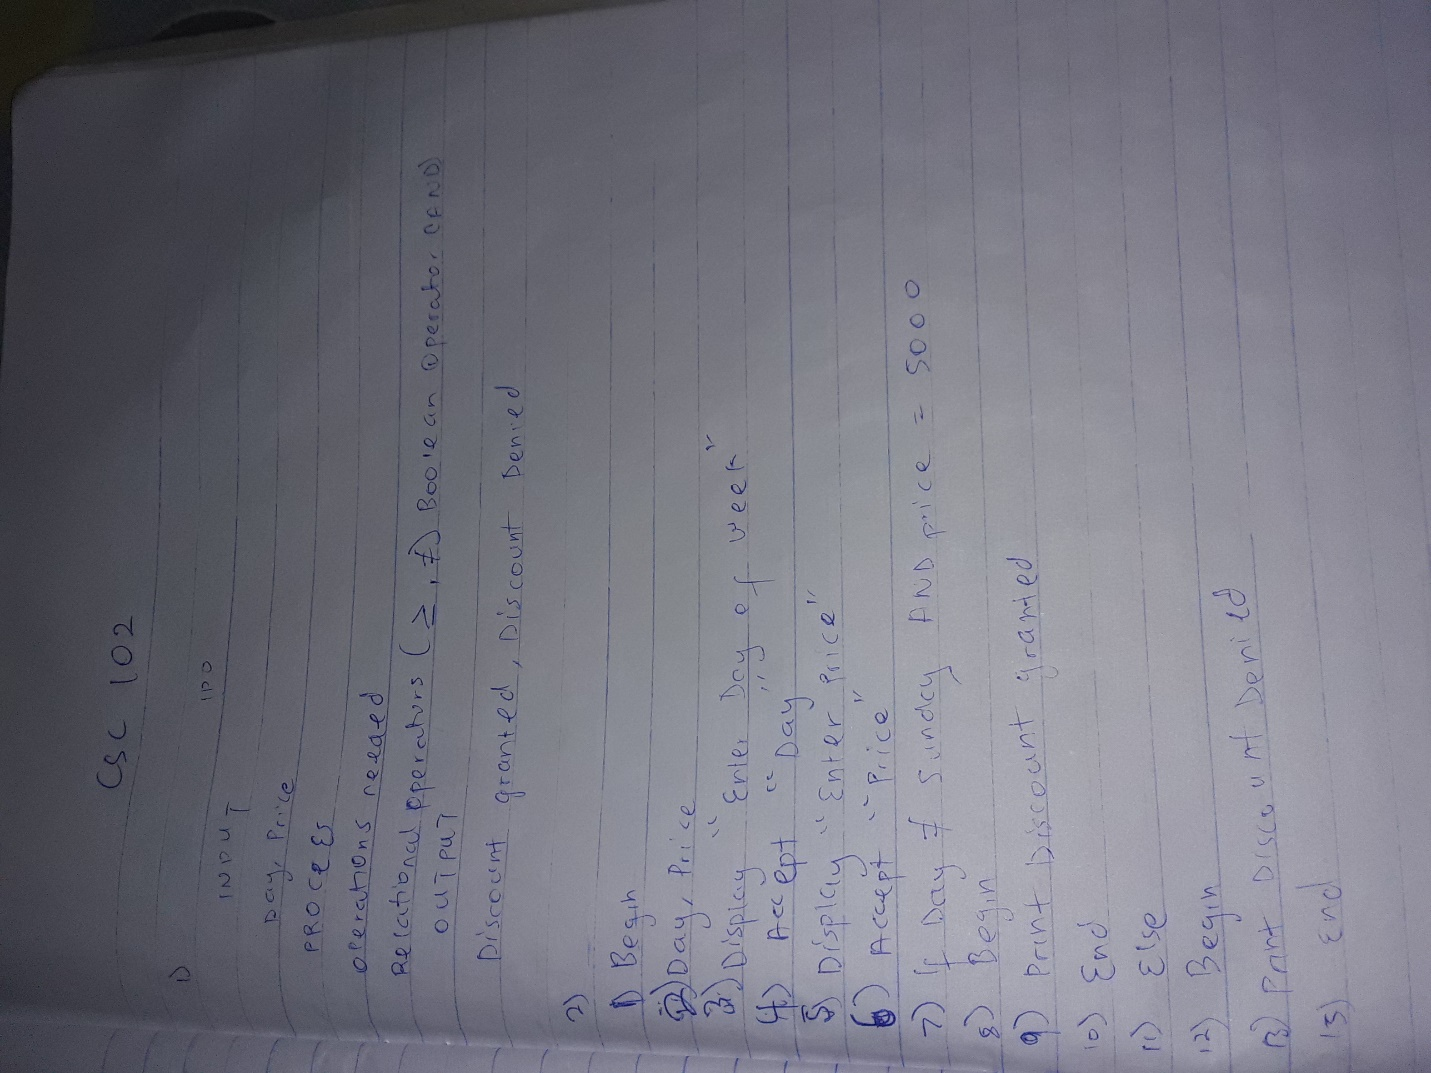 CSC 102
1)
IPO
INPUT
Day, Price
PROCESS
Operations needed
Relational operators (≥, ≠) Boolean operator (AND)
OUTPUT
Discount granted, Discount Denied
2)
1) Begin
2) Day, Price
3) Display "Enter Day of week"
4) Accept "Day"
5) Display "Enter Price"
6) Accept "Price"
7) If Day ≠ Sunday AND price = 5000
8) Begin
9) Print Discount granted
10) End
11) Else
12) Begin
13) Print Discount Denied
13) End